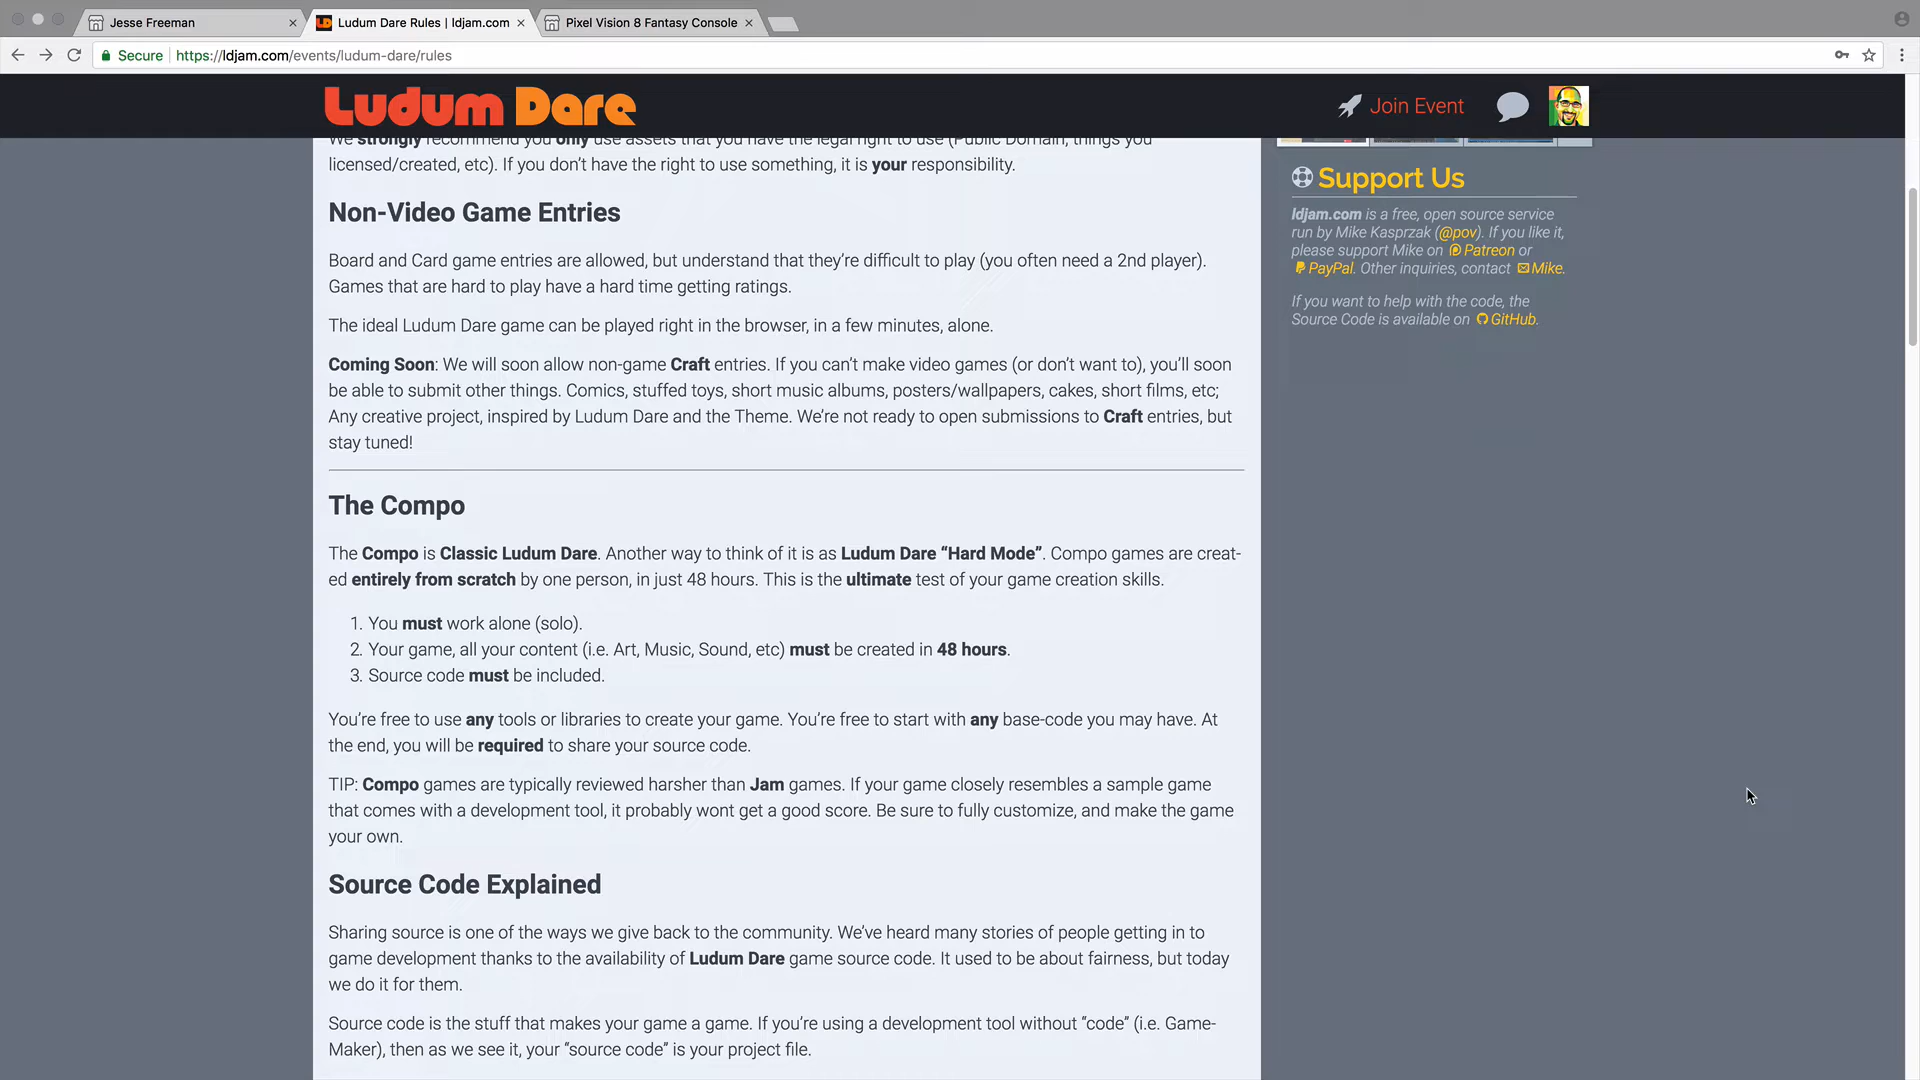 Jesse Freeman
Ludum Dare Rules | ldjam.com
Pixel Vision 8 Fantasy Console
Secure https://ldjam.com/events/ludum-dare/rules
Ludum Dare
Join Event
We strongly recommend you only use assets that you have the legal right to use (Public Domain, things you
licensed/created, etc). If you don’t have the right to use something, it is your responsibility.
Non-Video Game Entries
Board and Card game entries are allowed, but understand that they’re difficult to play (you often need a 2nd player).
Games that are hard to play have a hard time getting ratings.
The ideal Ludum Dare game can be played right in the browser, in a few minutes, alone.
Coming Soon: We will soon allow non-game Craft entries. If you can’t make video games (or don’t want to), you’ll soon
be able to submit other things. Comics, stuffed toys, short music albums, posters/wallpapers, cakes, short films, etc;
Any creative project, inspired by Ludum Dare and the Theme. We’re not ready to open submissions to Craft entries, but
stay tuned!
The Compo
The Compo is Classic Ludum Dare. Another way to think of it is as Ludum Dare “Hard Mode”. Compo games are creat-
ed entirely from scratch by one person, in just 48 hours. This is the ultimate test of your game creation skills.
1. You must work alone (solo).
2. Your game, all your content (i.e. Art, Music, Sound, etc) must be created in 48 hours.
3. Source code must be included.
You’re free to use any tools or libraries to create your game. You’re free to start with any base-code you may have. At
the end, you will be required to share your source code.
TIP: Compo games are typically reviewed harsher than Jam games. If your game closely resembles a sample game
that comes with a development tool, it probably wont get a good score. Be sure to fully customize, and make the game
your own.
Source Code Explained
Sharing source is one of the ways we give back to the community. We’ve heard many stories of people getting in to
game development thanks to the availability of Ludum Dare game source code. It used to be about fairness, but today
we do it for them.
Source code is the stuff that makes your game a game. If you’re using a development tool without “code” (i.e. Game-
Maker), then as we see it, your “source code” is your project file.
Support Us
ldjam.com is a free, open source service
run by Mike Kasprzak (@pov). If you like it,
please support Mike on Patreon or
PayPal. Other inquiries, contact Mike.
If you want to help with the code, the
Source Code is available on GitHub.